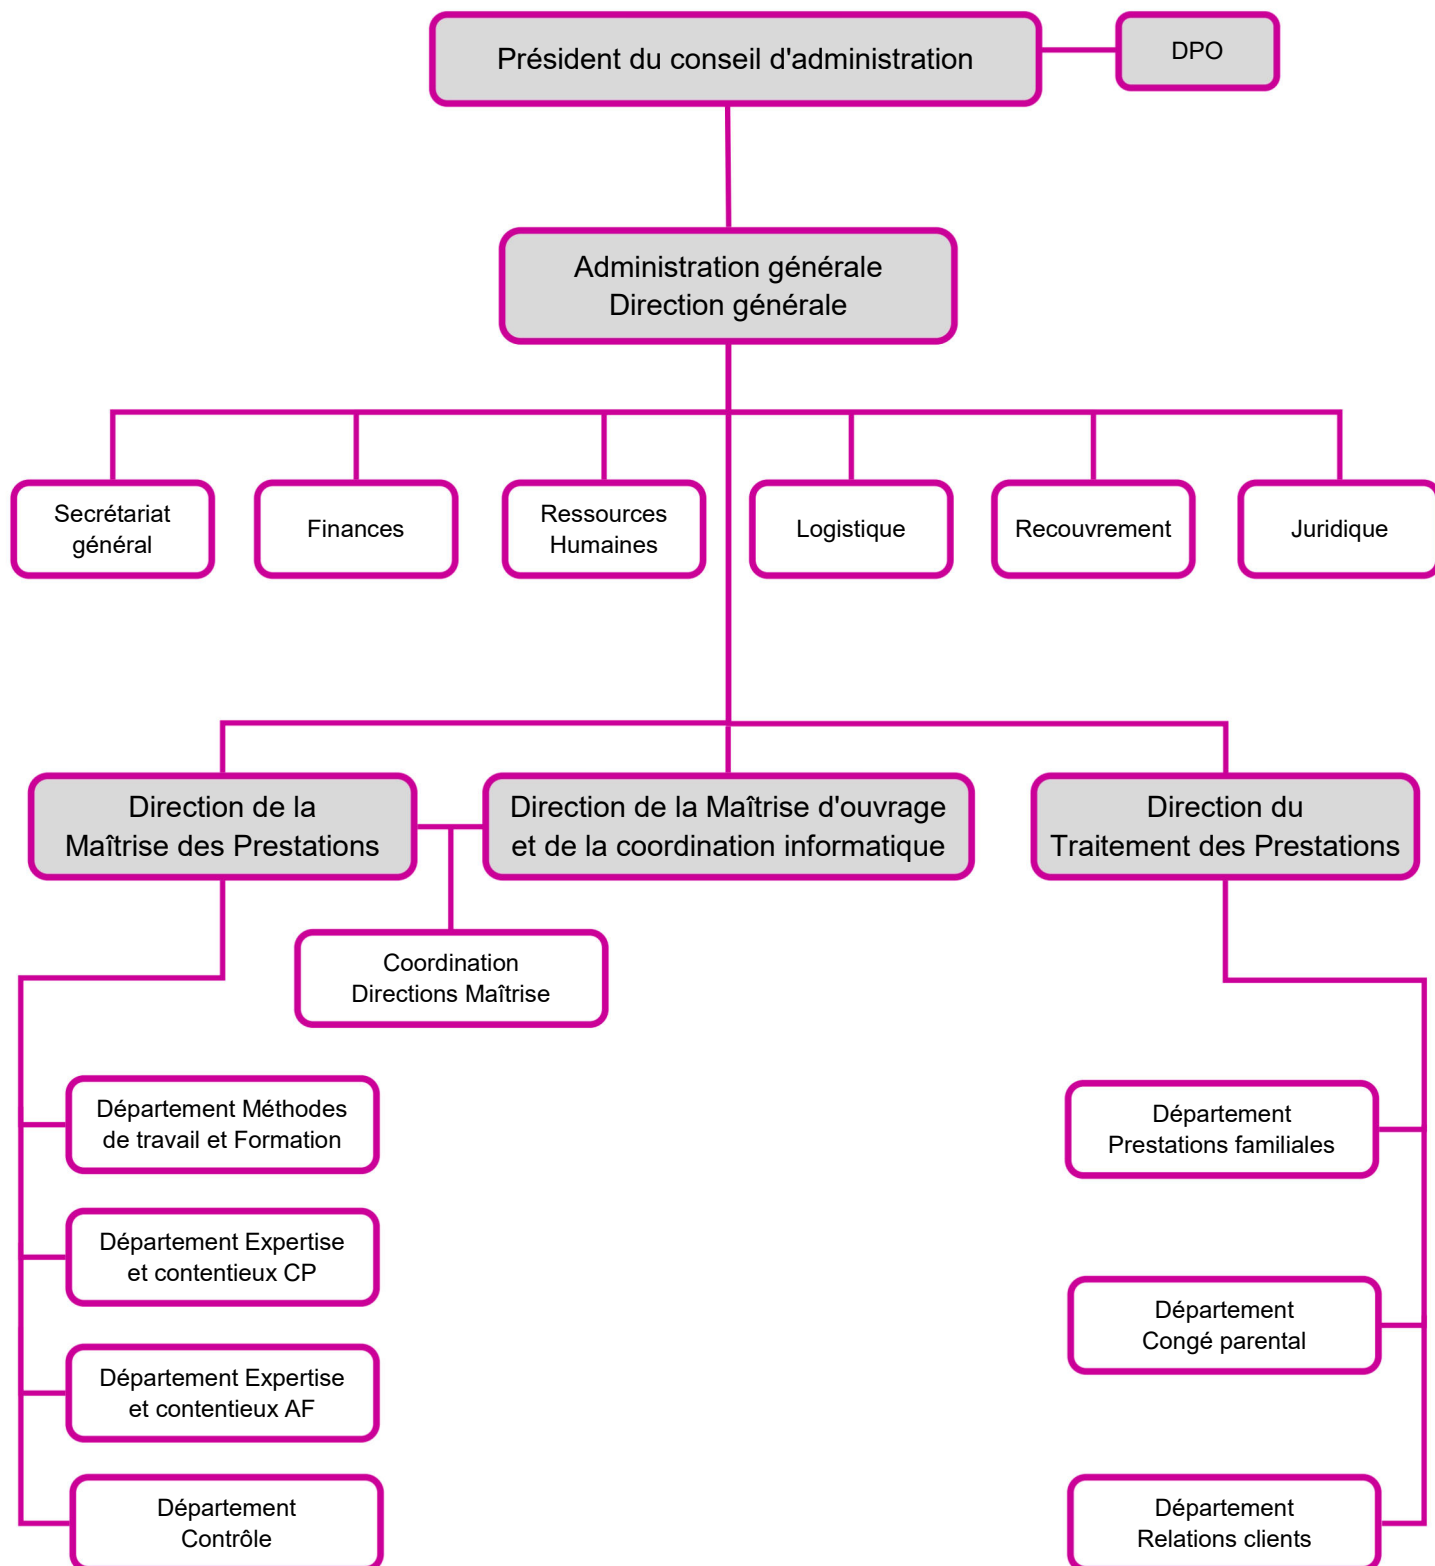 Président du conseil d'administration
DPO
Administration générale
Direction générale
Secrétariat
général
Finances
Ressources
Humaines
Logistique
Recouvrement
Juridique
Direction de la
Maîtrise des Prestations
Direction de la Maîtrise d'ouvrage
et de la coordination informatique
Direction du
Traitement des Prestations
Coordination
Directions Maîtrise
Département Méthodes
de travail et Formation
Département Expertise
et contentieux CP
Département Expertise
et contentieux AF
Département
Contrôle
Département
Prestations familiales
Département
Congé parental
Département
Relations clients